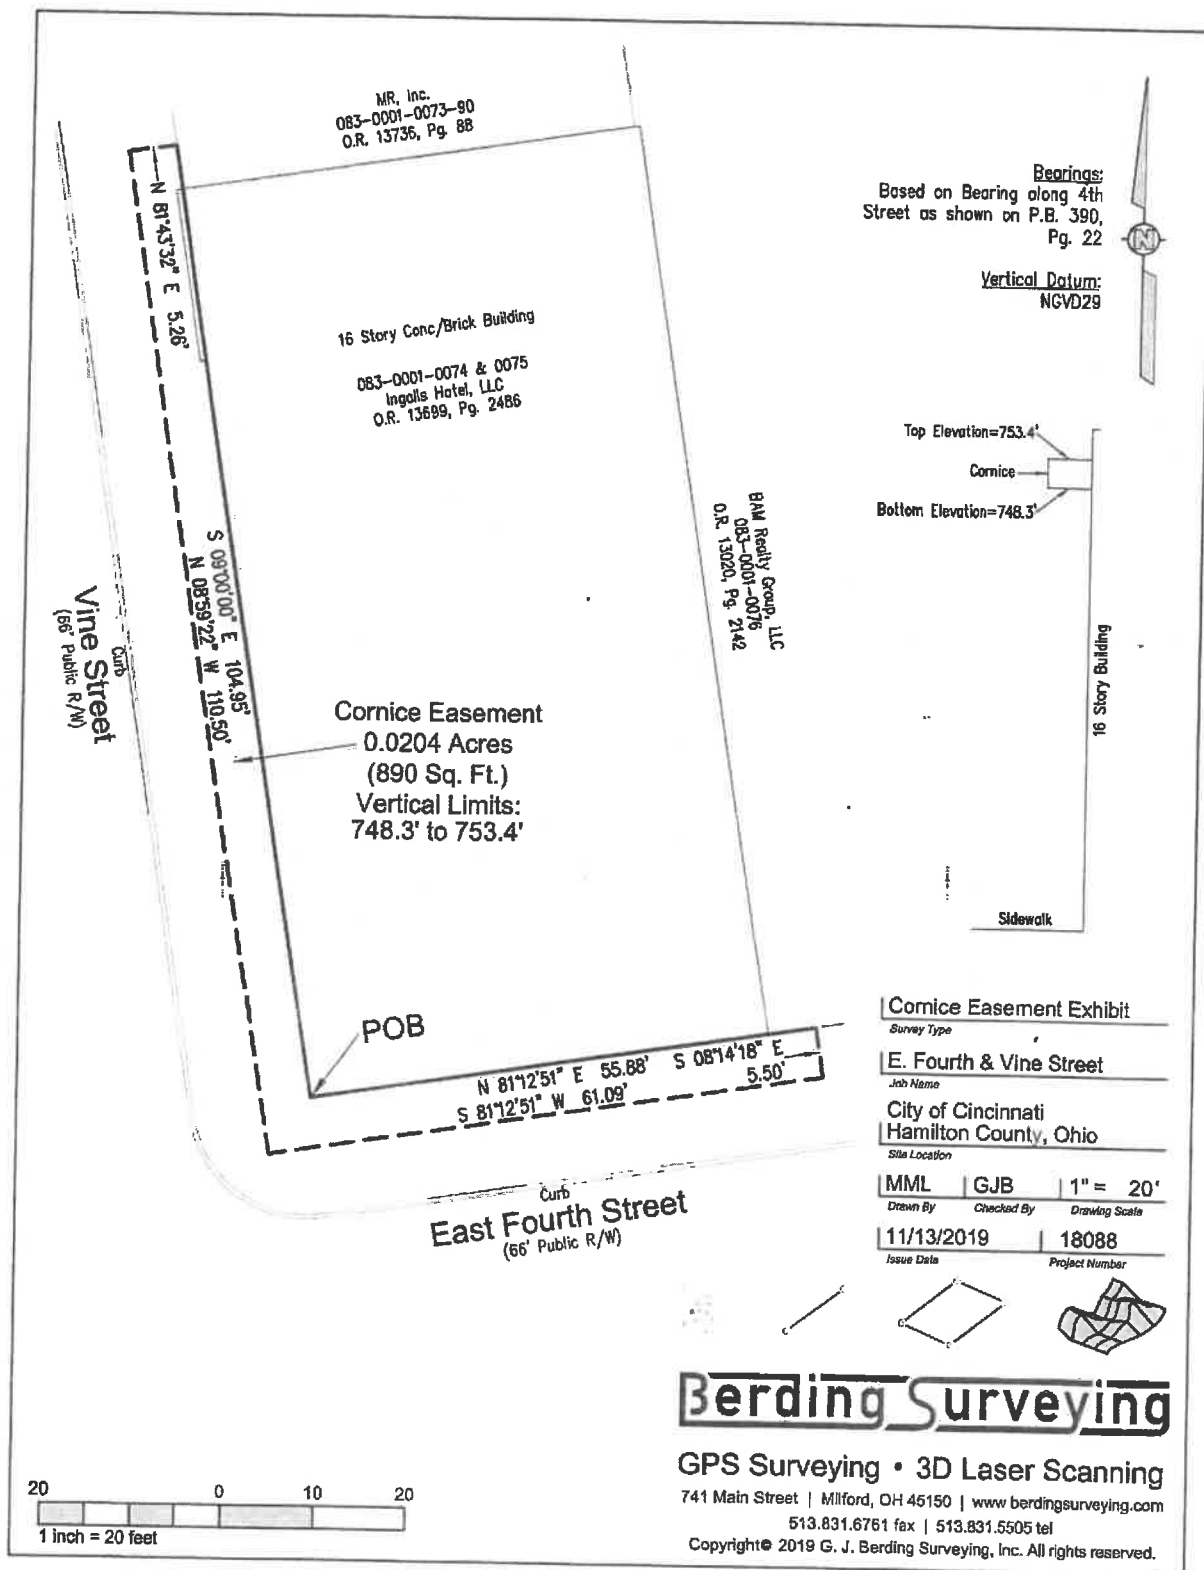 MR, Inc.
083-0001-0073-90
O.R. 13736, Pg. 88
Bearings:
Based on Bearing along 4th
Street as shown on P.B. 390,
Pg. 22
N
Vertical Datum:
NGVD29
N 81°43'32" E 5.26'
16 Story Conc/Brick Building
083-0001-0074 & 0075
Ingalls Hotel, LLC
O.R. 13699, Pg. 2486
Top Elevation=753.4'
Cornice
Bottom Elevation=748.3'
BAM Realty Group, LLC
083-0001-0076
O.R. 13020, Pg. 2142
S 09°00'00" E 104.95'
N 08°59'22" W 110.50'
Vine Street
(66' Public R/W)
Curb
16 Story Building
Cornice Easement
0.0204 Acres
(890 Sq. Ft.)
Vertical Limits:
748.3' to 753.4'
Sidewalk
POB
N 81°12'51" E 55.88'
S 08°14'18" E
5.50'
S 81°12'51" W 61.09'
Curb
East Fourth Street
(66' Public R/W)
Cornice Easement Exhibit
Survey Type
E. Fourth & Vine Street
Job Name
City of Cincinnati
Hamilton County, Ohio
Site Location
MML GJB 1" = 20'
Drawn By Checked By Drawing Scale
11/13/2019 18088
Issue Date Project Number
Berding Surveying
GPS Surveying • 3D Laser Scanning
741 Main Street | Milford, OH 45150 | www.berdingsurveying.com
513.831.6761 fax | 513.831.5505 tel
Copyright© 2019 G. J. Berding Surveying, Inc. All rights reserved.
20 0 10 20
1 inch = 20 feet